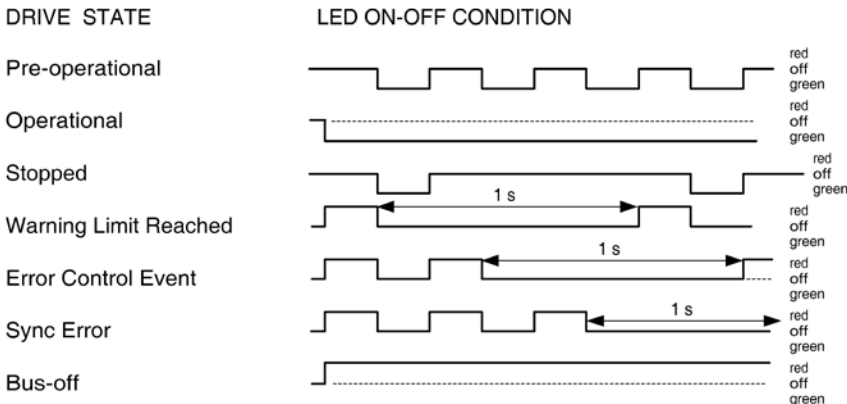 DRIVE STATE LED ON-OFF CONDITION
Pre-operational
red
off
green
Operational
red
off
green
Stopped
red
off
green
Warning Limit Reached
1 s
red
off
green
Error Control Event
1 s
red
off
green
Sync Error
1 s
red
off
green
Bus-off
red
off
green